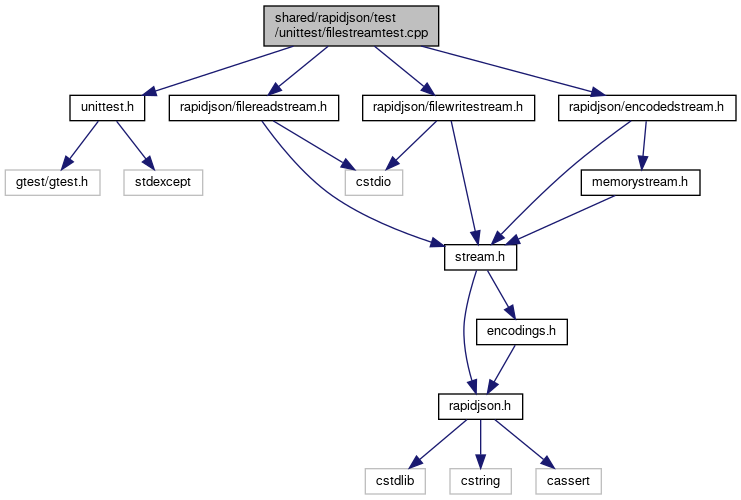 shared/rapidjson/test
/unittest/filestreamtest.cpp
unittest.h
rapidjson/filereadstream.h
rapidjson/filewritestream.h
rapidjson/encodedstream.h
gtest/gtest.h
stdexcept
cstdio
memorystream.h
stream.h
encodings.h
rapidjson.h
cstdlib
cstring
cassert